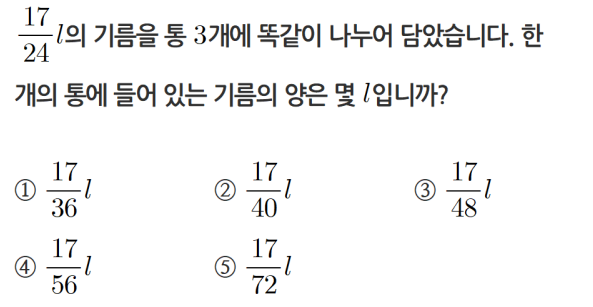 $\frac{17}{24}l$의 기름을 통 3개에 똑같이 나누어 담았습니다. 한
개의 통에 들어 있는 기름의 양은 몇 $l$입니까?
① $\frac{17}{36}l$ ② $\frac{17}{40}l$ ③ $\frac{17}{48}l$
④ $\frac{17}{56}l$ ⑤ $\frac{17}{72}l$